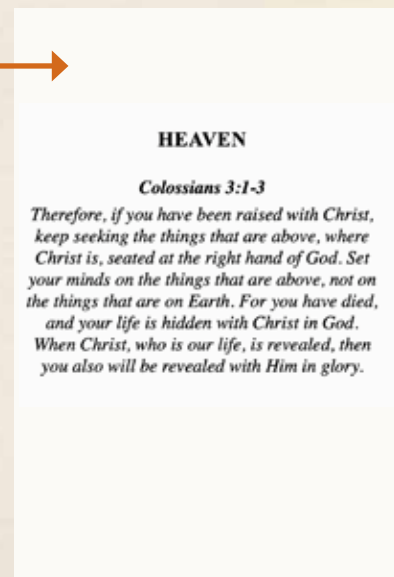 HEAVEN
Colossians 3:1-3
Therefore, if you have been raised with Christ,
keep seeking the things that are above, where
Christ is, seated at the right hand of God. Set
your minds on the things that are above, not on
the things that are on Earth. For you have died,
and your life is hidden with Christ in God.
When Christ, who is our life, is revealed, then
you also will be revealed with Him in glory.